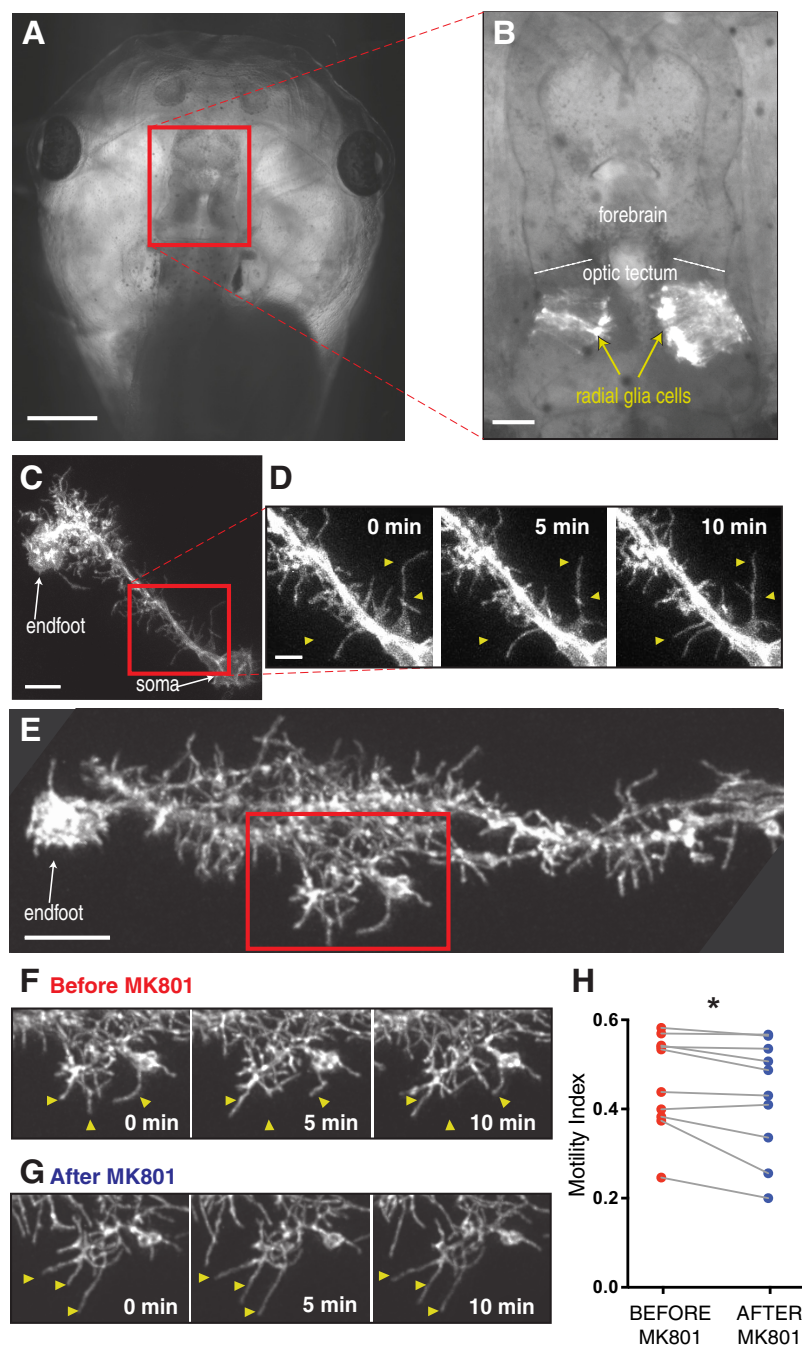 A
B
forebrain
optic tectum
radial glia cells
C
endfoot
soma
D
0 min
5 min
10 min
E
endfoot
F Before MK801
0 min
5 min
10 min
G After MK801
0 min
5 min
10 min
H
*
Motility Index
0.6
0.4
0.2
0.0
BEFORE MK801
AFTER MK801